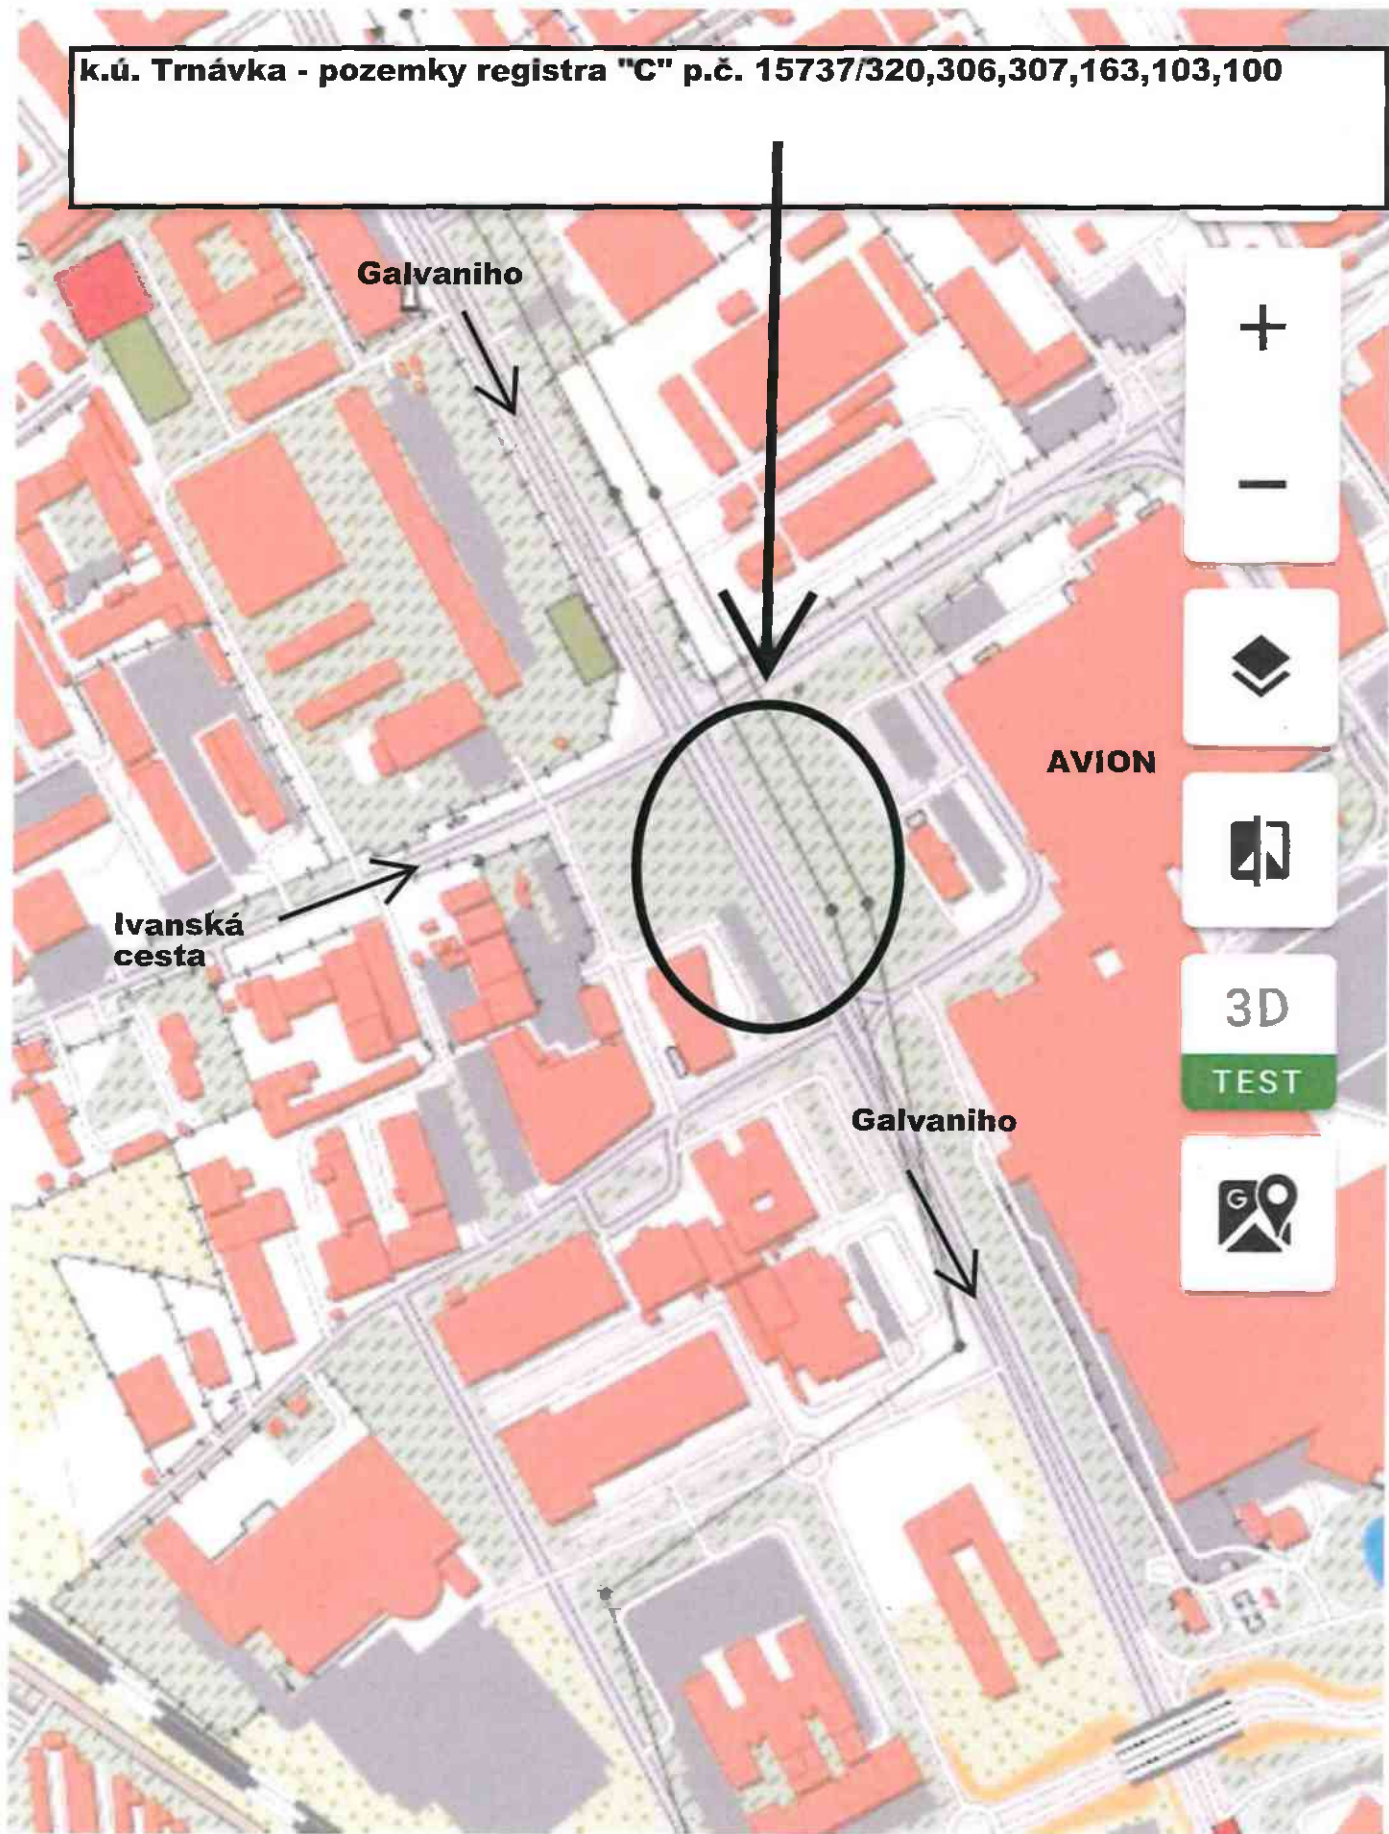 k.ú. Trnávka - pozemky registra "C" p.č. 15737/320,306,307,163,103,100
Galvaniho
AVION
Ivanská
cesta
3D
TEST
Galvaniho
G